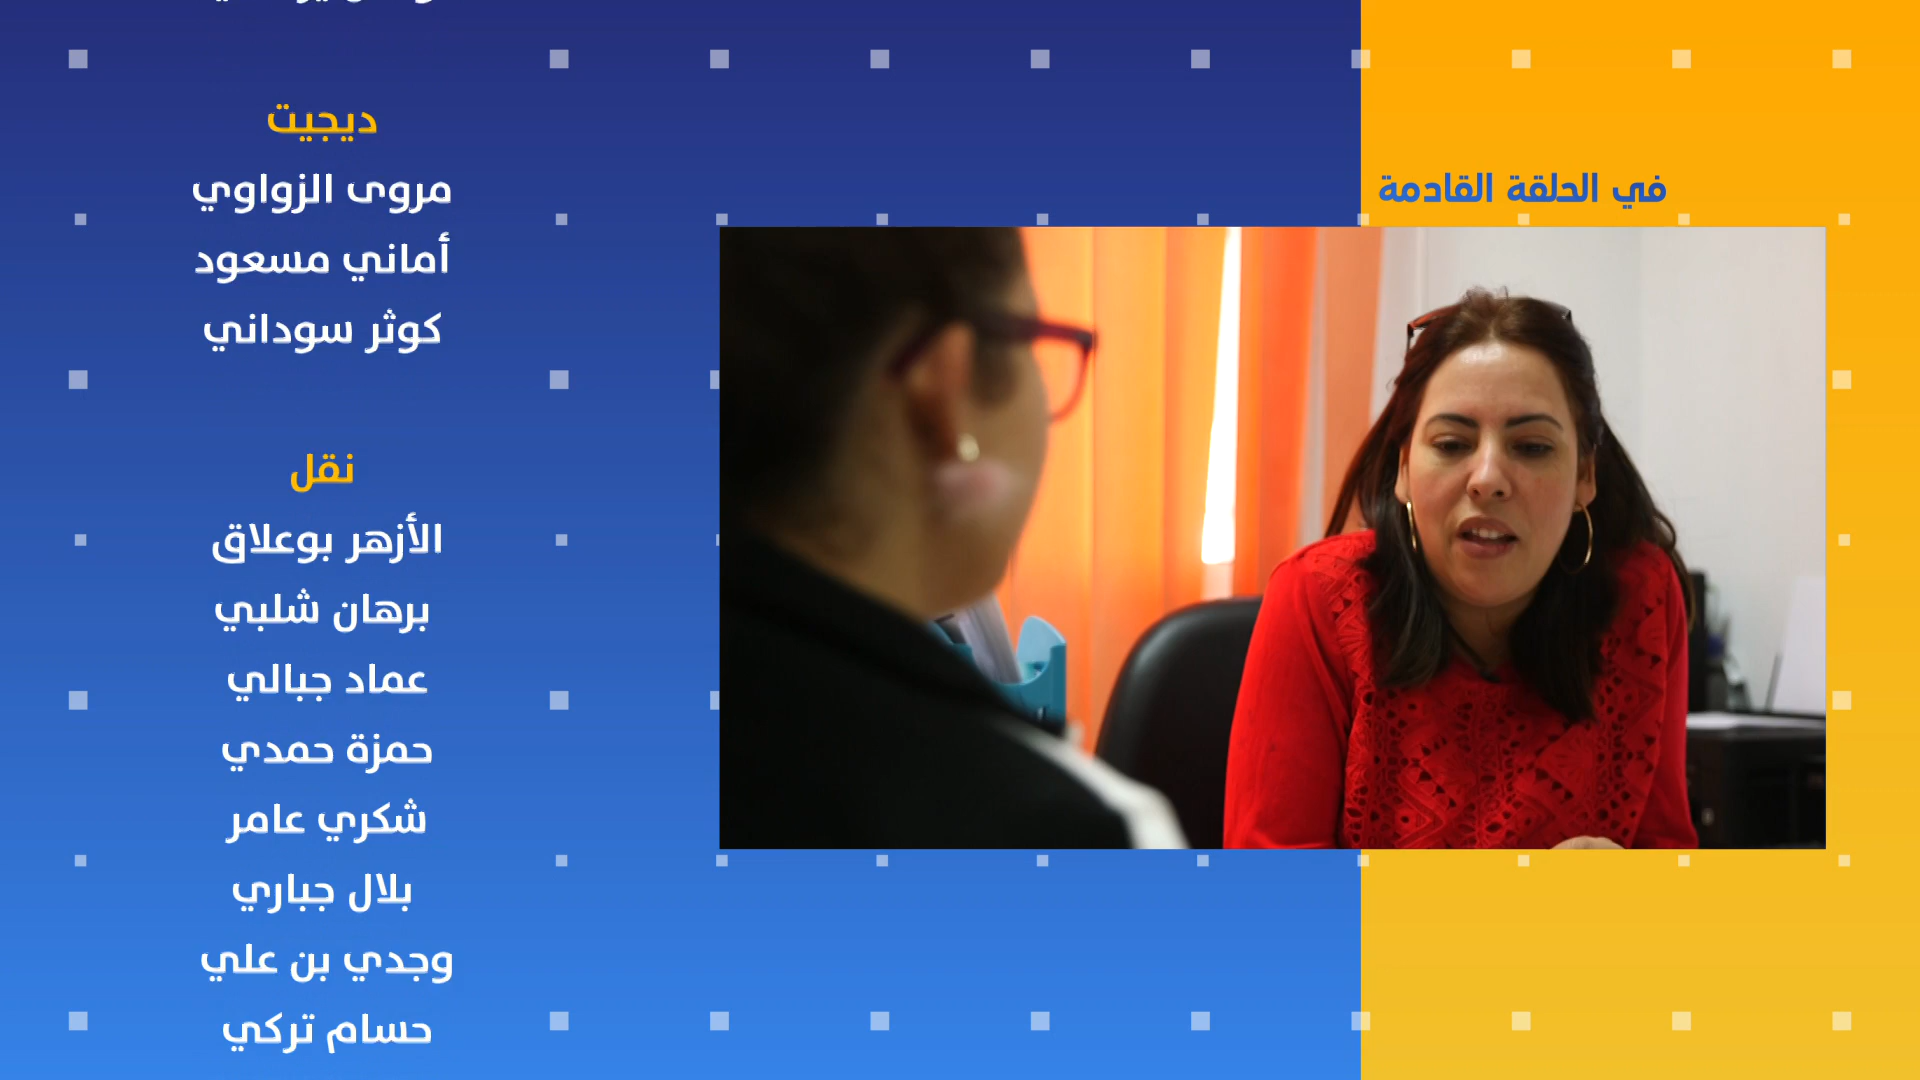 في الحلقة القادمة
ديجيت
مروى الزواوي
أماني مسعود
كوثر سوداني
نقل
الأزهر بوعلاق
برهان شلبي
عماد جبالي
حمزة حمدي
شكري عامر
بلال جباري
وجدي بن علي
حسام تركي